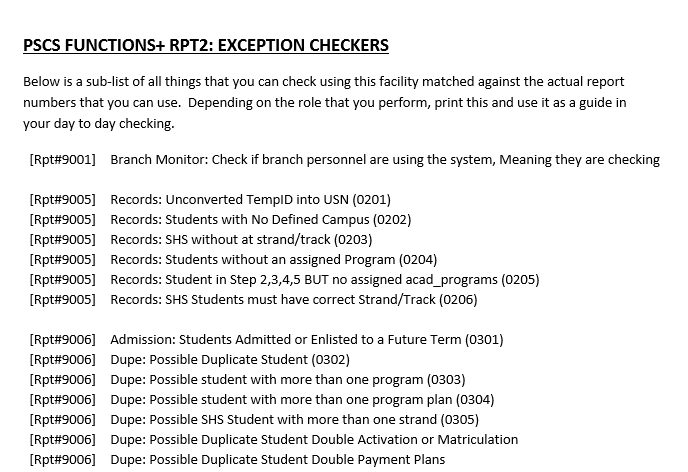 PSCS FUNCTIONS+ RPT2: EXCEPTION CHECKERS
Below is a sub-list of all things that you can check using this facility matched against the actual report
numbers that you can use.  Depending on the role that you perform, print this and use it as a guide in
your day to day checking.
[Rpt#9001] Branch Monitor: Check if branch personnel are using the system, Meaning they are checking
[Rpt#9005] Records: Unconverted TempID into USN (0201)
[Rpt#9005] Records: Students with No Defined Campus (0202)
[Rpt#9005] Records: SHS without at strand/track (0203)
[Rpt#9005] Records: Students without an assigned Program (0204)
[Rpt#9005] Records: Student in Step 2,3,4,5 BUT no assigned acad_programs (0205)
[Rpt#9005] Records: SHS Students must have correct Strand/Track (0206)
[Rpt#9006] Admission: Students Admitted or Enlisted to a Future Term (0301)
[Rpt#9006] Dupe: Possible Duplicate Student (0302)
[Rpt#9006] Dupe: Possible student with more than one program (0303)
[Rpt#9006] Dupe: Possible student with more than one program plan (0304)
[Rpt#9006] Dupe: Possible SHS Student with more than one strand (0305)
[Rpt#9006] Dupe: Possible Duplicate Student Double Activation or Matriculation
[Rpt#9006] Dupe: Possible Duplicate Student Double Payment Plans